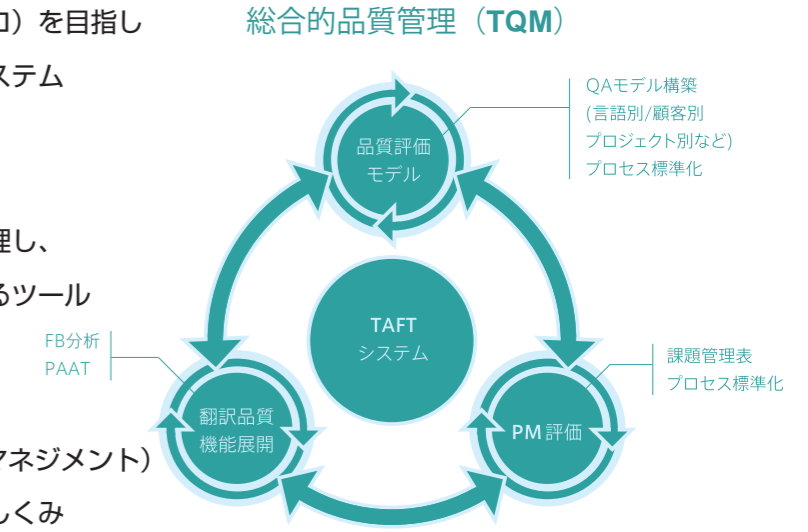 ロ）を目指し
ステム
理し、
るツール
マネジメント）
しくみ
総合的品質管理（TQM）
QAモデル構築
(言語別/顧客別
プロジェクト別など)
プロセス標準化
品質評価
モデル
TAFT
システム
FB分析
PAAT
翻訳品質
機能展開
課題管理表
プロセス標準化
PM 評価